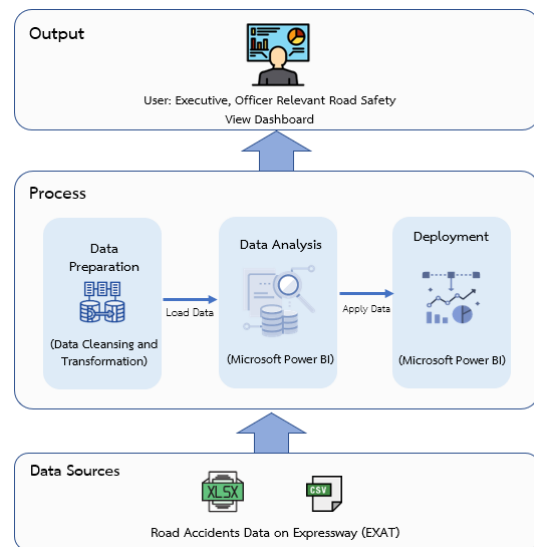 Output
User: Executive, Officer Relevant Road Safety
View Dashboard
Process
Data
Preparation
(Data Cleansing and
Transformation)
Load Data
Data Analysis
(Microsoft Power BI)
Apply Data
Deployment
(Microsoft Power BI)
Data Sources
XLSX
CSV
Road Accidents Data on Expressway (EXAT)